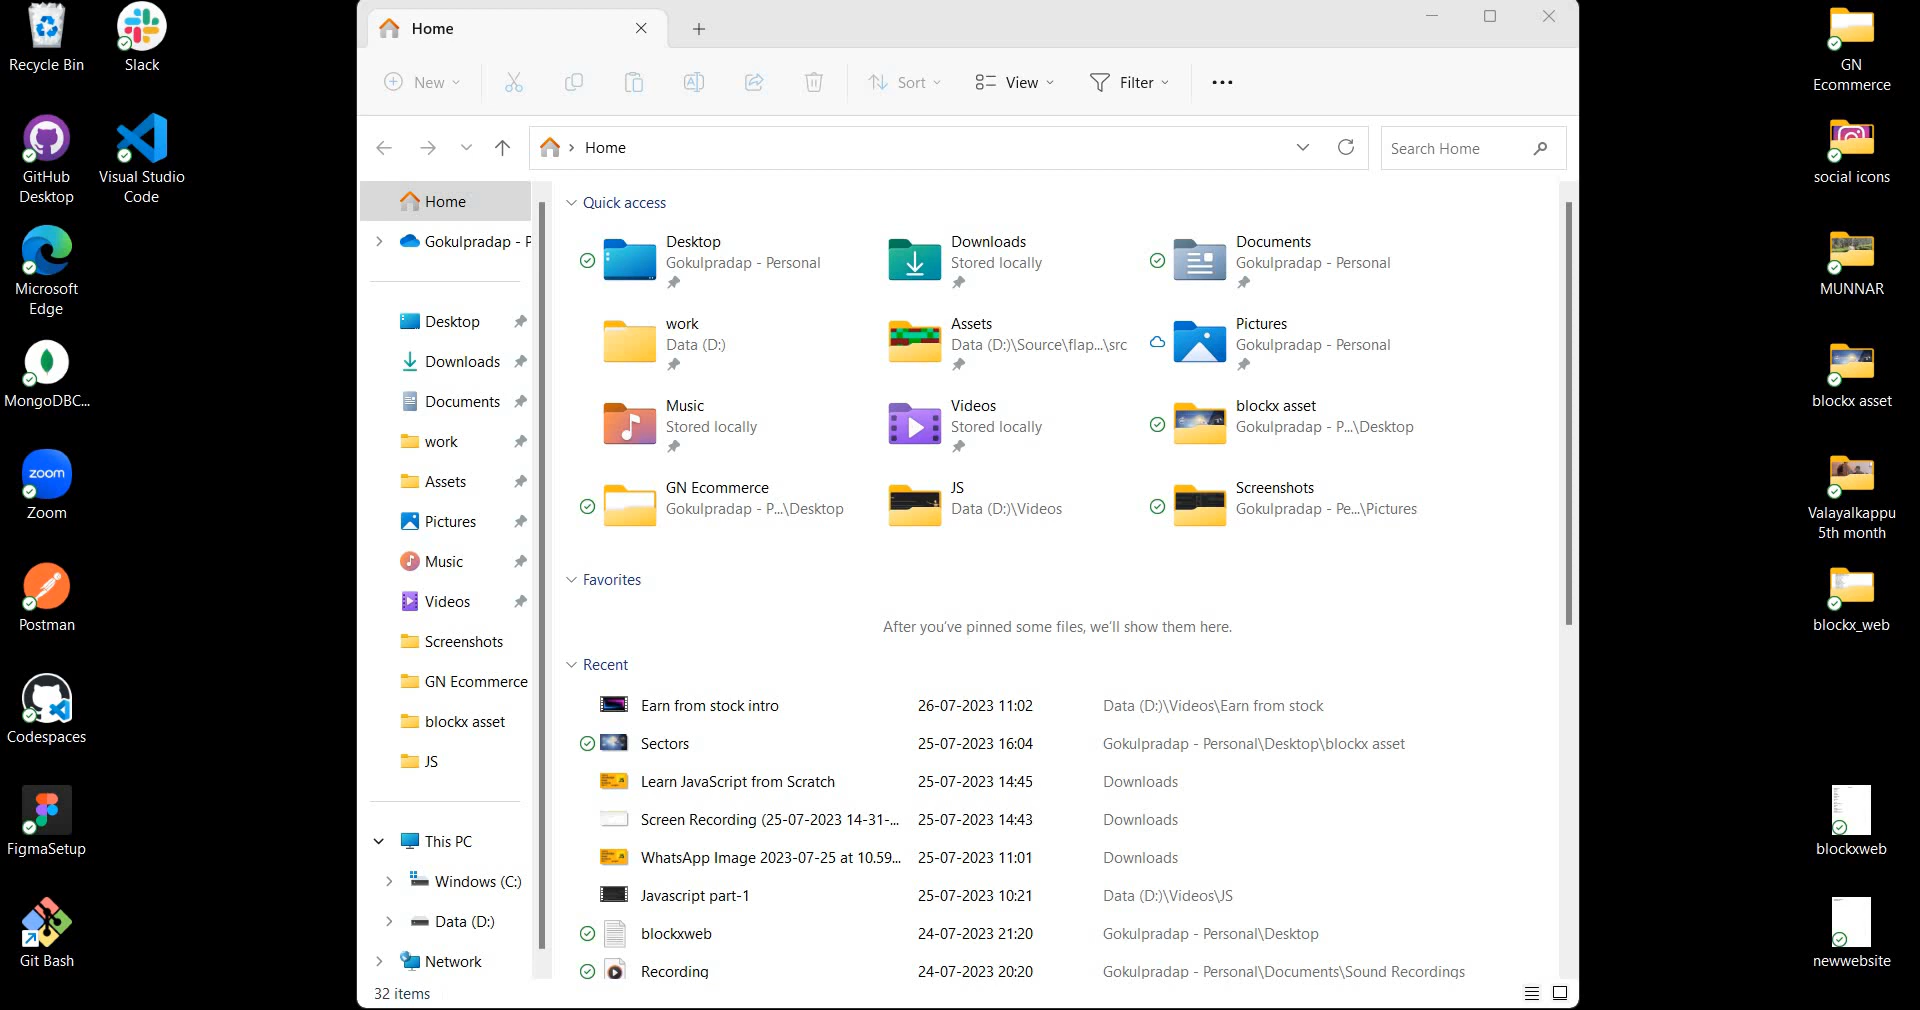 Recycle Bin
Slack
GitHub
Desktop
Visual Studio
Code
Microsoft
Edge
MongoDBC...
zoom
Zoom
Postman
Codespaces
FigmaSetup
Git Bash
Home
New
Sort
View
Filter
Home
Search Home
Home
Gokulpradap - P
Desktop
Downloads
Documents
work
Assets
Pictures
Music
Videos
Screenshots
GN Ecommerce
blockx asset
JS
This PC
Windows (C:)
Data (D:)
Network
Quick access
Desktop
Gokulpradap - Personal
Downloads
Stored locally
Documents
Gokulpradap - Personal
work
Data (D:)
Assets
Data (D:)\Source\flap...\src
Pictures
Gokulpradap - Personal
Music
Stored locally
Videos
Stored locally
blockx asset
Gokulpradap - P...\Desktop
GN Ecommerce
Gokulpradap - P...\Desktop
JS
Data (D:)\Videos
Screenshots
Gokulpradap - Pe...\Pictures
Favorites
After you've pinned some files, we'll show them here.
Recent
Earn from stock intro 26-07-2023 11:02 Data (D:)\Videos\Earn from stock
Sectors 25-07-2023 16:04 Gokulpradap - Personal\Desktop\blockx asset
Learn JavaScript from Scratch 25-07-2023 14:45 Downloads
Screen Recording (25-07-2023 14-31-... 25-07-2023 14:43 Downloads
WhatsApp Image 2023-07-25 at 10.59... 25-07-2023 11:01 Downloads
Javascript part-1 25-07-2023 10:21 Data (D:)\Videos\JS
blockxweb 24-07-2023 21:20 Gokulpradap - Personal\Desktop
Recording 24-07-2023 20:20 Gokulpradap - Personal\Documents\Sound Recordings
32 items
GN
Ecommerce
social icons
MUNNAR
blockx asset
Valayalkappu
5th month
blockx_web
blockxweb
newwebsite